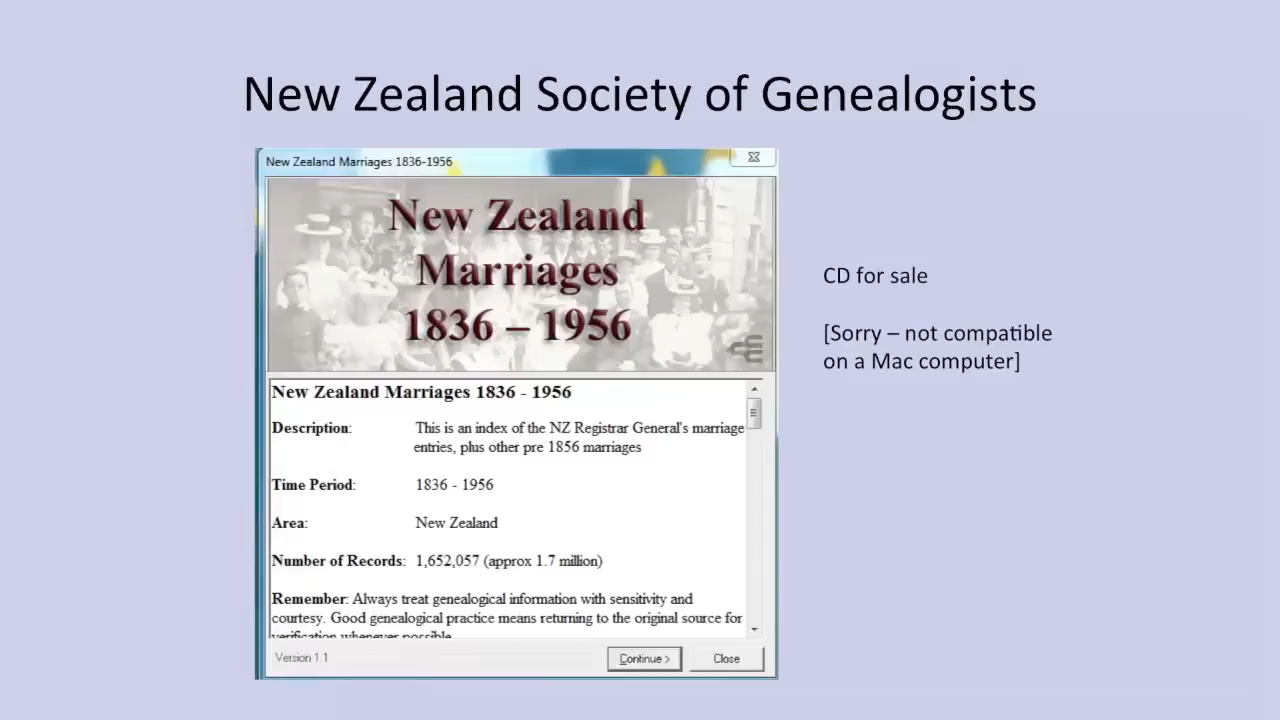 New Zealand Society of Genealogists
New Zealand Marriages 1836-1956
New Zealand
Marriages
1836 – 1956
CD for sale
[Sorry – not compatible
on a Mac computer]
New Zealand Marriages 1836 - 1956
Description: This is an index of the NZ Registrar General's marriage
entries, plus other pre 1856 marriages
Time Period: 1836 - 1956
Area: New Zealand
Number of Records: 1,652,057 (approx 1.7 million)
Remember: Always treat genealogical information with sensitivity and
courtesy. Good genealogical practice means returning to the original source for
verification whenever possible.
Version 1.1
Continue >
Close